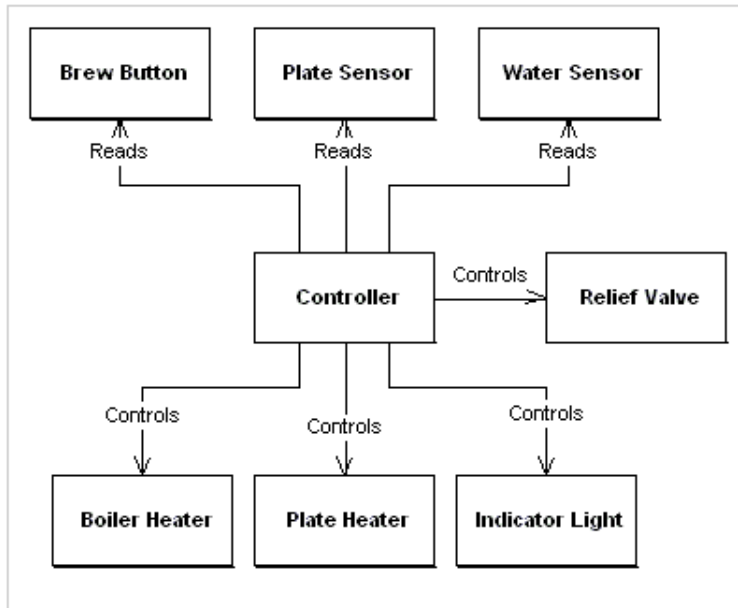 Brew Button
Plate Sensor
Water Sensor
Reads
Reads
Reads
Controls
Controller
Relief Valve
Controls
Controls
Controls
Boiler Heater
Plate Heater
Indicator Light